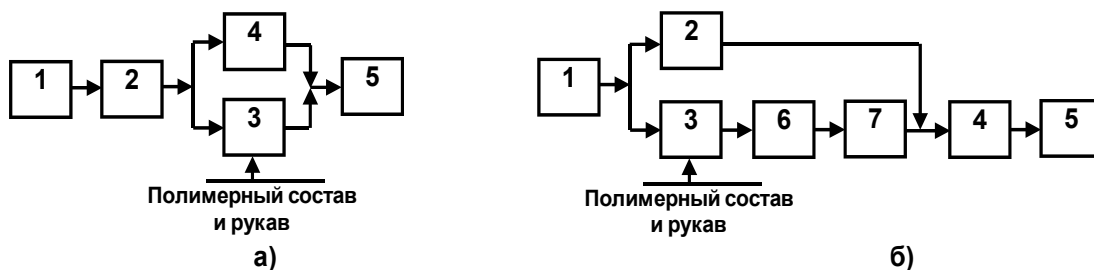 4
1 2 5
3
Полимерный состав
и рукав
а)
2
1
3 6 7 4 5
Полимерный состав
и рукав
б)